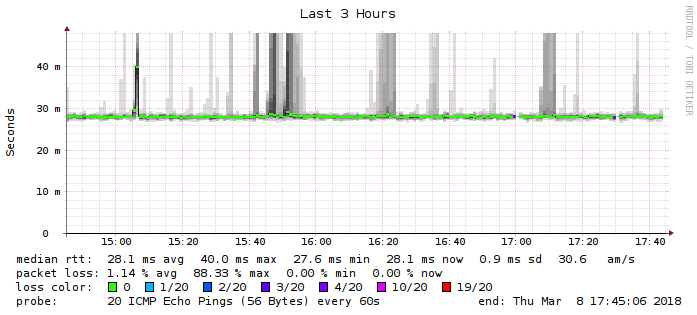 Last 3 Hours
RRDTOOL / TOBI OETIKER
Seconds
40 m
30 m
20 m
10 m
0
15:00 15:20 15:40 16:00 16:20 16:40 17:00 17:20 17:40
median rtt: 28.1 ms avg 40.0 ms max 27.6 ms min 28.1 ms now 0.9 ms sd 30.6 am/s
packet loss: 1.14 % avg 88.33 % max 0.00 % min 0.00 % now
loss color: 0 1/20 2/20 3/20 4/20 10/20 19/20
probe: 20 ICMP Echo Pings (56 Bytes) every 60s end: Thu Mar 8 17:45:06 2018